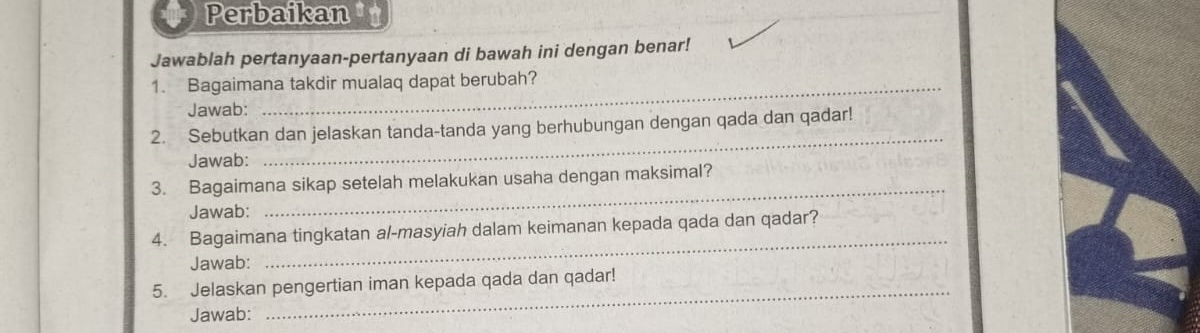 Perbaikan
Jawablah pertanyaan-pertanyaan di bawah ini dengan benar!
1. Bagaimana takdir mualaq dapat berubah?
Jawab:
2. Sebutkan dan jelaskan tanda-tanda yang berhubungan dengan qada dan qadar!
Jawab:
3. Bagaimana sikap setelah melakukan usaha dengan maksimal?
Jawab:
4. Bagaimana tingkatan al-masyiah dalam keimanan kepada qada dan qadar?
Jawab:
5. Jelaskan pengertian iman kepada qada dan qadar!
Jawab: